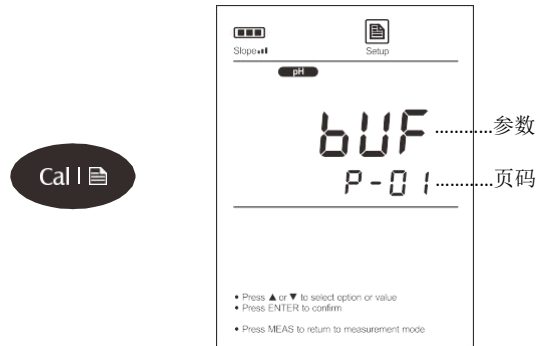 Cal
Slope
Setup
pH
bUF
参数
P-01
页码
• Press ▲ or ▼ to select option or value
• Press ENTER to confirm
• Press MEAS to return to measurement mode